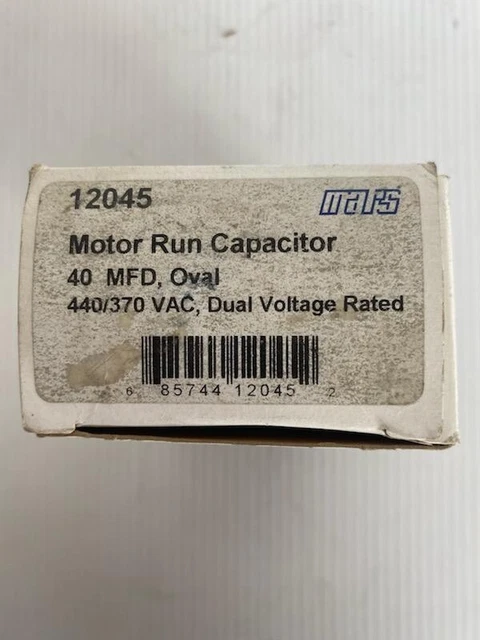 12045 mars
Motor Run Capacitor
40 MFD, Oval
440/370 VAC, Dual Voltage Rated
6 85744 12045 2